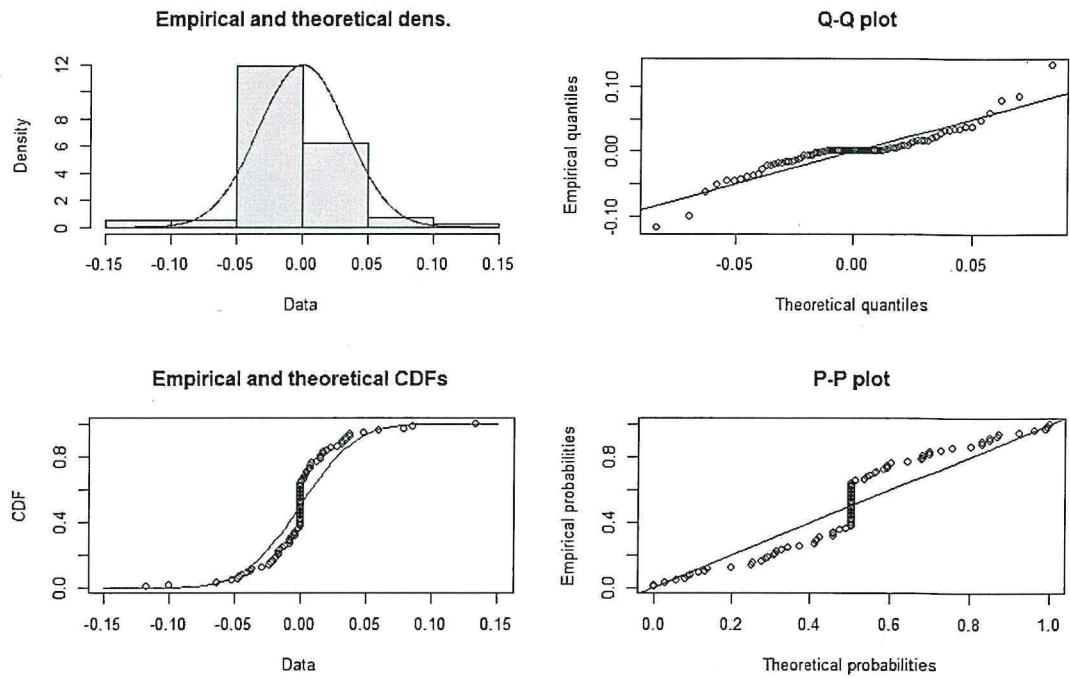 Empirical and theoretical dens.
Density
0 2 4 6 8 12
-0.15 -0.10 -0.05 0.00 0.05 0.10 0.15
Data
Q-Q plot
Empirical quantiles
-0.10 0.00 0.10
-0.05 0.00 0.05
Theoretical quantiles
Empirical and theoretical CDFs
CDF
0.0 0.4 0.8
-0.15 -0.10 -0.05 0.00 0.05 0.10 0.15
Data
P-P plot
Empirical probabilities
0.0 0.4 0.8
0.0 0.2 0.4 0.6 0.8 1.0
Theoretical probabilities